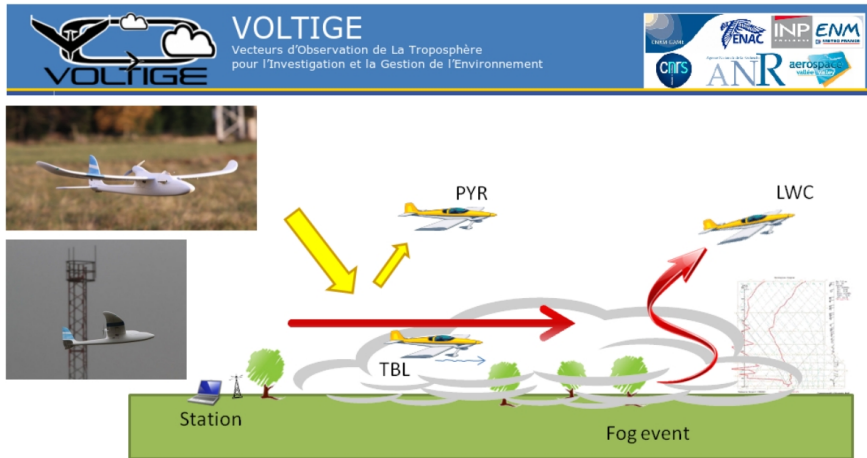 VOLTIGE
VOLTIGE
Vecteurs d'Observation de La Troposphère
pour l'Investigation et la Gestion de l'Environnement
ENAC
INP ENM
cnrs
ANR
aerospace
PYR
LWC
TBL
Station
Fog event